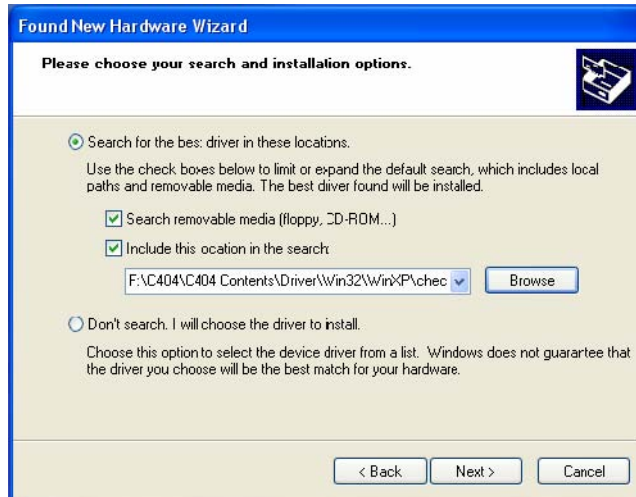 Found New Hardware Wizard
Please choose your search and installation options.
Search for the best driver in these locations.
Use the check boxes below to limit or expand the default search, which includes local
paths and removable media. The best driver found will be installed.
Search removable media (floppy, CD-ROM...)
Include this location in the search:
F:\C404\C404 Contents\Driver\Win32\WinXP\chec
Browse
Don't search. I will choose the driver to install.
Choose this option to select the device driver from a list. Windows does not guarantee that
the driver you choose will be the best match for your hardware.
< Back
Next >
Cancel